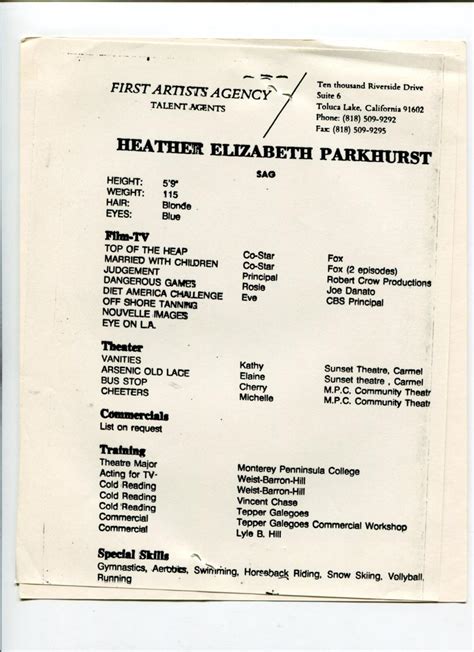 FIRST ARTISTS AGENCY
TALENT AGENTS
Ten thousand Riverside Drive
Suite 6
Toluca Lake, California 91602
Phone: (818) 509-9292
Fax: (818) 509-9295
HEATHER ELIZABETH PARKHURST
SAG
HEIGHT: 5'9"
WEIGHT: 115
HAIR: Blonde
EYES: Blue
Film-TV
TOP OF THE HEAP Co-Star Fox
MARRIED WITH CHILDREN Co-Star Fox (2 episodes)
JUDGEMENT Principal Robert Crow Productions
DANGEROUS GAMES Rosie Joe Danato
DIET AMERICA CHALLENGE Eve CBS Principal
OFF SHORE TANNING
NOUVELLE IMAGES
EYE ON L.A.
Theater
VANITIES Kathy Sunset Theatre, Carmel
ARSENIC OLD LACE Elaine Sunset theatre, Carmel
BUS STOP Cherry M.P.C. Community Theatr
CHEETERS Michelle M.P.C. Community Theatr
Commercials
List on request
Training
Theatre Major Monterey Penninsula College
Acting for TV- Weist-Barron-Hill
Cold Reading Weist-Barron-Hill
Cold Reading Vincent Chase
Cold Reading Tepper Galegoes
Commercial Tepper Galegoes Commercial Workshop
Commercial Lyle B. Hill
Special Skills
Gymnastics, Aerobics, Swimming, Horseback Riding, Snow Skiing, Vollyball,
Running